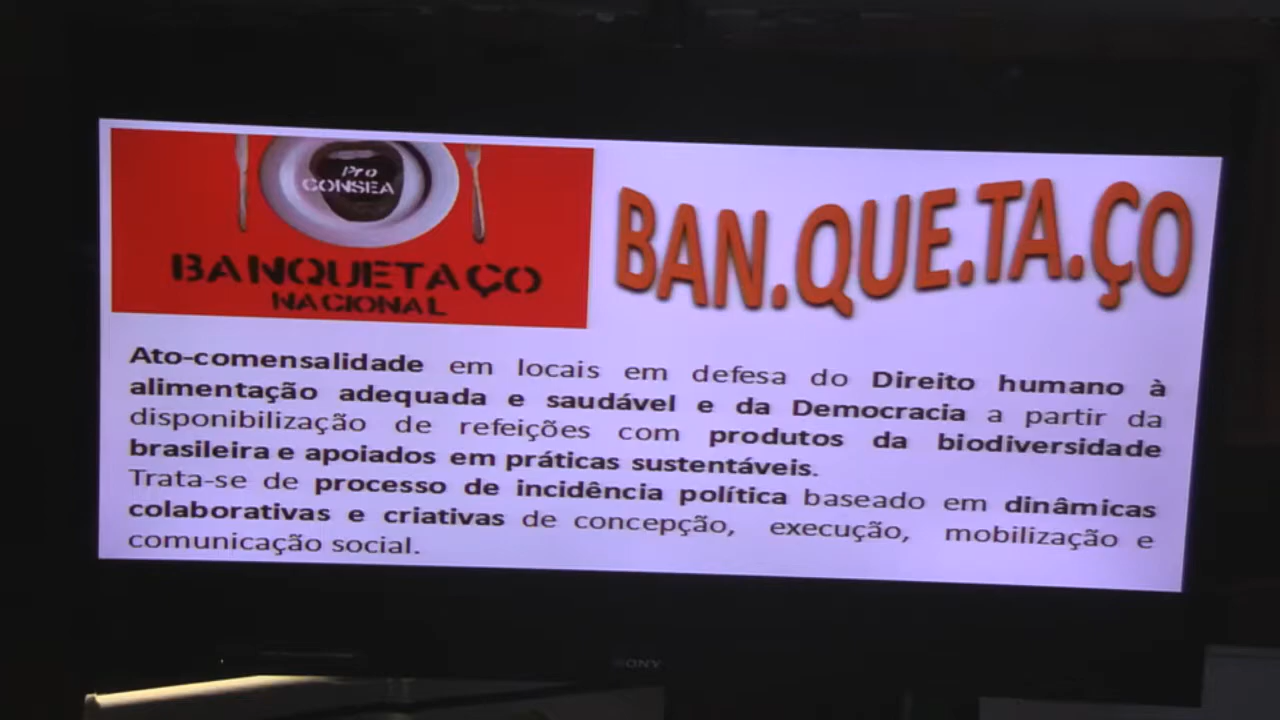 Pro
CONSEA
BANQUETAÇO
NACIONAL
BAN.QUE.TA.ÇO
Ato-comensalidade em locais em defesa do Direito humano à
alimentação adequada e saudável e da Democracia a partir da
disponibilização de refeições com produtos da biodiversidade
brasileira e apoiados em práticas sustentáveis.
Trata-se de processo de incidência política baseado em dinâmicas
colaborativas e criativas de concepção, execução, mobilização e
comunicação social.
SONY